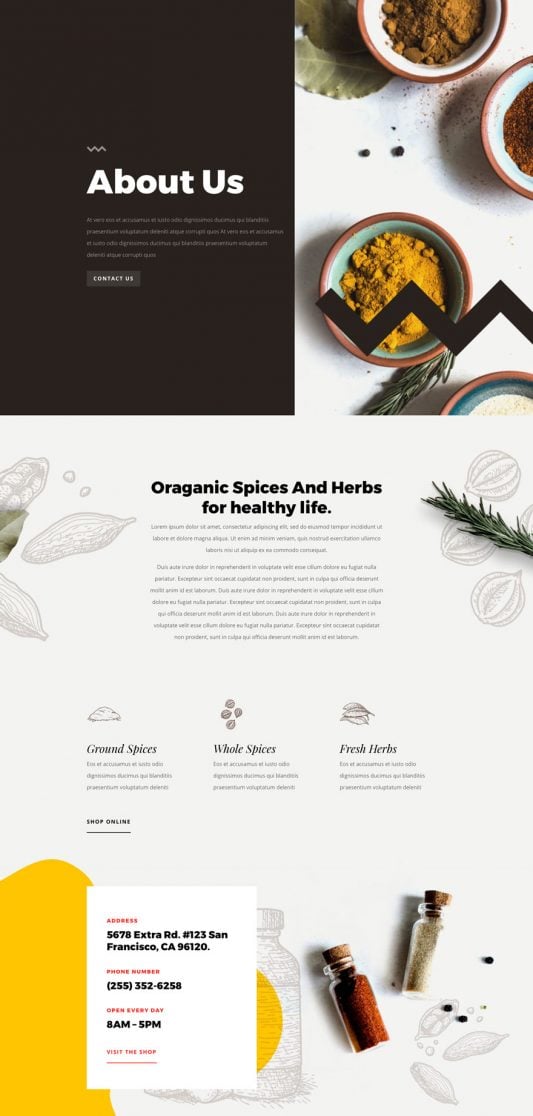 About Us
At vero eos et accusamus et iusto odio dignissimos ducimus qui blanditiis
praesentium voluptatum deleniti atque corrupti quos At vero eos et accusamus
et iusto odio dignissimos ducimus qui blanditiis praesentium voluptatum
deleniti atque corrupti quos
CONTACT US
Oraganic Spices And Herbs
for healthy life.
Lorem ipsum dolor sit amet, consectetur adipiscing elit, sed do eiusmod tempor incididunt ut
labore et dolore magna aliqua. Ut enim ad minim veniam, quis nostrud exercitation ullamco
laboris nisi ut aliquip ex ea commodo consequat.
Duis aute irure dolor in reprehenderit in voluptate velit esse cillum dolore eu fugiat nulla
pariatur. Excepteur sint occaecat cupidatat non proident, sunt in culpa qui officia deserunt
mollit anim id est laborum. Duis aute irure dolor in reprehenderit in voluptate velit esse cillum
dolore eu fugiat nulla pariatur. Excepteur sint occaecat cupidatat non proident, sunt in culpa
qui officia deserunt mollit anim id est laborum. Duis aute irure dolor in reprehenderit in
voluptate velit esse cillum dolore eu fugiat nulla pariatur. Excepteur sint occaecat cupidatat
non proident, sunt in culpa qui officia deserunt mollit anim id est laborum.
Ground Spices
Eos et accusamus et iusto odio
dignissimos ducimus qui blanditiis
praesentium voluptatum deleniti
Whole Spices
Eos et accusamus et iusto odio
dignissimos ducimus qui blanditiis
praesentium voluptatum deleniti
Fresh Herbs
Eos et accusamus et iusto odio
dignissimos ducimus qui blanditiis
praesentium voluptatum deleniti
SHOP ONLINE
ADDRESS
5678 Extra Rd. #123 San
Francisco, CA 96120.
PHONE NUMBER
(255) 352-6258
OPEN EVERY DAY
8AM – 5PM
VISIT THE SHOP